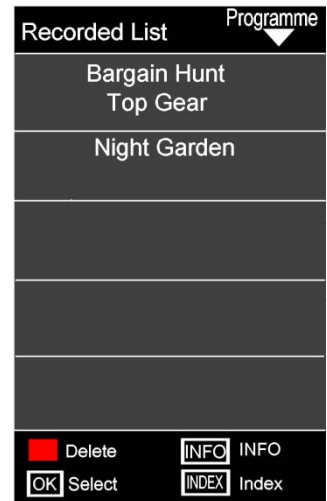 Recorded List Programme
Bargain Hunt
Top Gear
Night Garden
Delete INFO INFO
OK Select INDEX Index